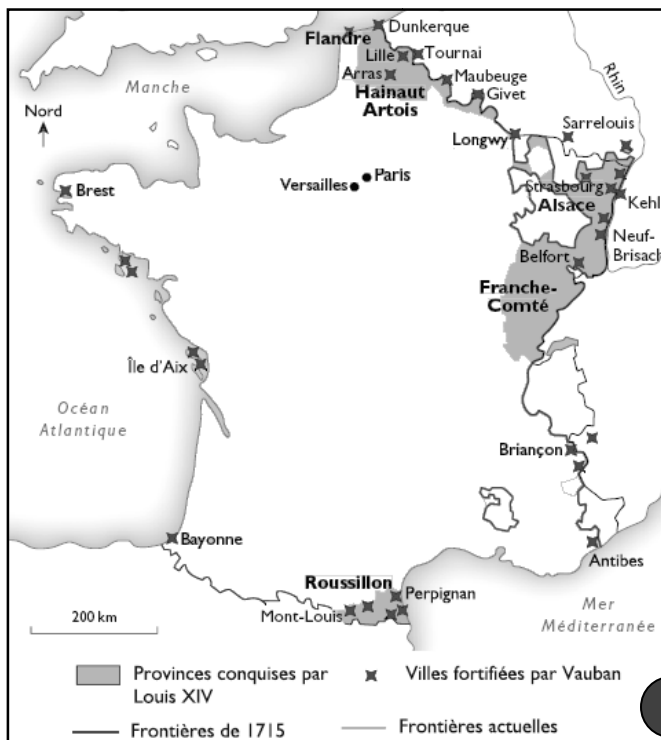 Dunkerque
Flandre
Lille
Tournai
Arras
Maubeuge
Hainaut
Artois
Givet
Manche
Nord
Rhin
Longwy
Sarrelouis
Brest
Paris
Versailles
Strasbourg
Alsace
Kehl
Neuf-
Brisach
Belfort
Franche-
Comté
Île d'Aix
Océan
Atlantique
Briançon
Bayonne
Antibes
Roussillon
Perpignan
Mont-Louis
200 km
Mer
Méditerranée
Provinces conquises par
Louis XIV
Villes fortifiées par Vauban
Frontières de 1715
Frontières actuelles